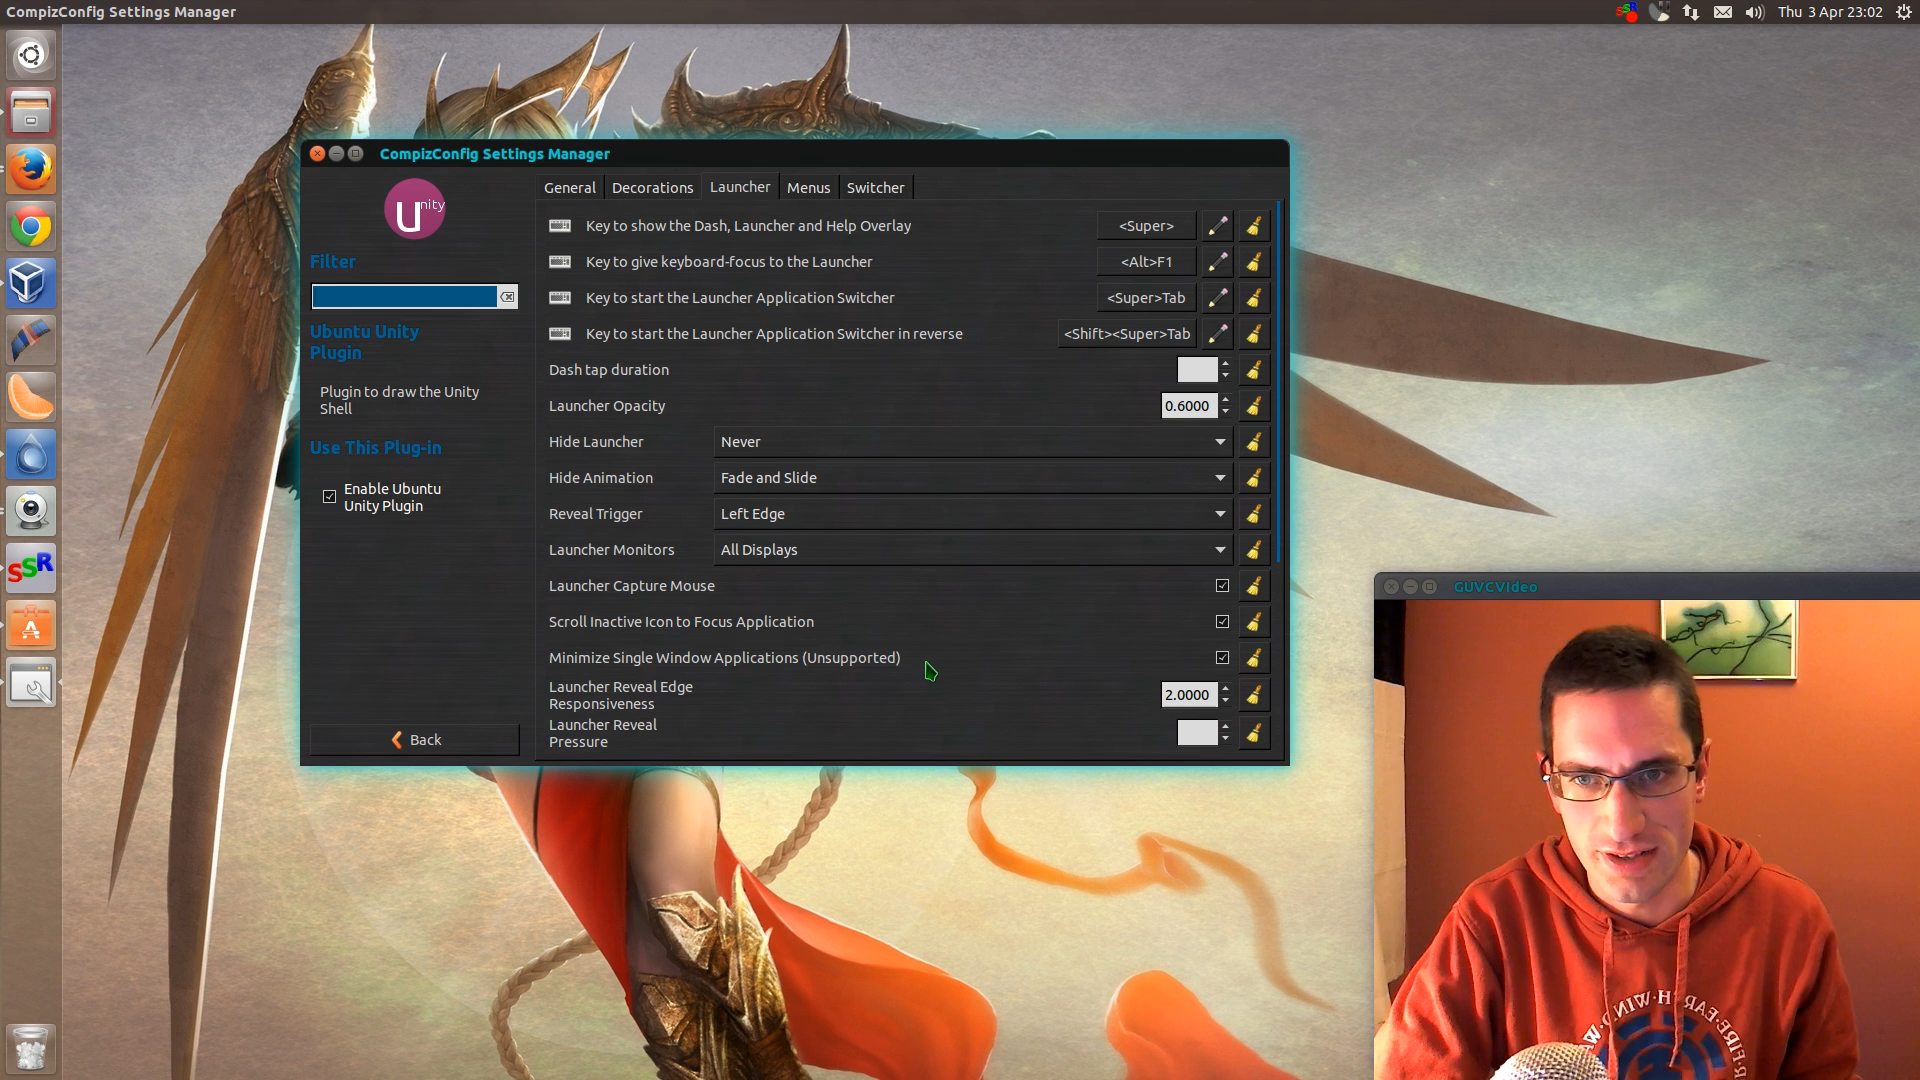 CompizConfig Settings Manager
Thu 3 Apr 23:02
CompizConfig Settings Manager
Unity
General
Decorations
Launcher
Menus
Switcher
Filter
Ubuntu Unity
Plugin
Plugin to draw the Unity
Shell
Use This Plug-in
Enable Ubuntu
Unity Plugin
Back
Key to show the Dash, Launcher and Help Overlay
<Super>
Key to give keyboard-focus to the Launcher
<Alt>F1
Key to start the Launcher Application Switcher
<Super>Tab
Key to start the Launcher Application Switcher in reverse
<Shift><Super>Tab
Dash tap duration
Launcher Opacity
0.6000
Hide Launcher
Never
Hide Animation
Fade and Slide
Reveal Trigger
Left Edge
Launcher Monitors
All Displays
Launcher Capture Mouse
Scroll Inactive Icon to Focus Application
Minimize Single Window Applications (Unsupported)
Launcher Reveal Edge
Responsiveness
2.0000
Launcher Reveal
Pressure
SSR
GUVCVideo